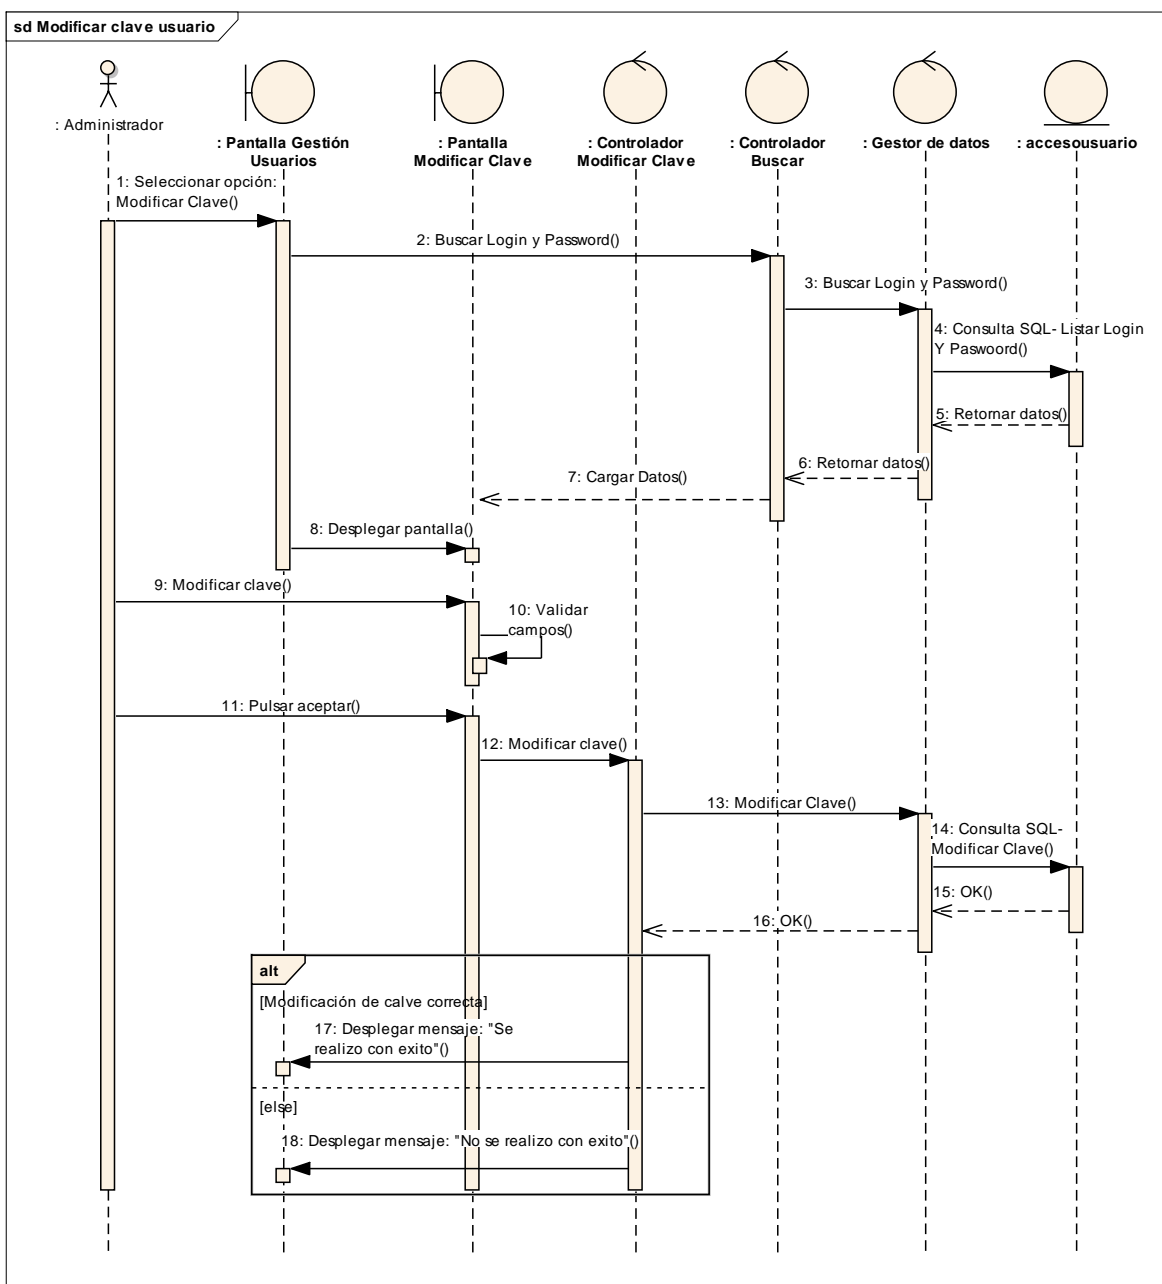 sd Modificar clave usuario
: Administrador
: Pantalla Gestión
Usuarios
: Pantalla
Modificar Clave
: Controlador
Modificar Clave
: Controlador
Buscar
: Gestor de datos
: accesousuario
1: Seleccionar opción:
Modificar Clave()
2: Buscar Login y Password()
3: Buscar Login y Password()
4: Consulta SQL- Listar Login
Y Paswoord()
5: Retornar datos()
6: Retornar datos()
7: Cargar Datos()
8: Desplegar pantalla()
9: Modificar clave()
10: Validar
campos()
11: Pulsar aceptar()
12: Modificar clave()
13: Modificar Clave()
14: Consulta SQL-
Modificar Clave()
15: OK()
16: OK()
alt
[Modificación de calve correcta]
17: Desplegar mensaje: "Se
realizo con exito"()
[else]
18: Desplegar mensaje: "No se realizo con exito"()